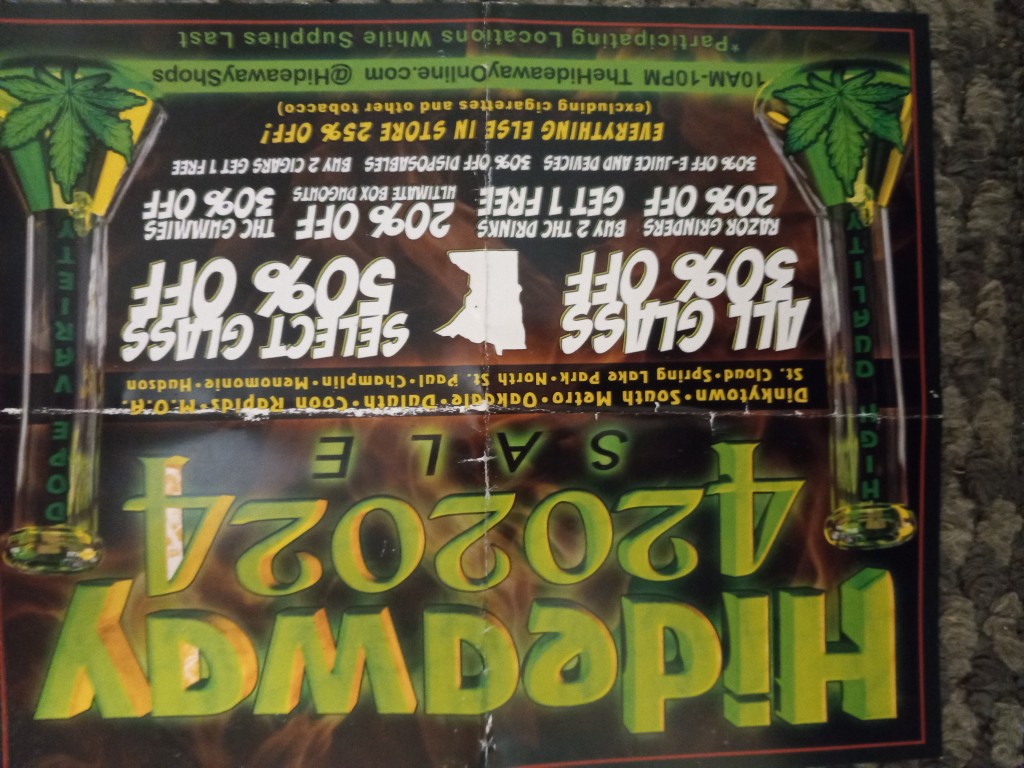 Hideaway
4202024
SALE
Dinkytown • South Metro • Oakdale • Duluth • Coon Rapids • M.O.A.
St. Cloud • Spring Lake Park • North St. Paul • Champlin • Menomonie • Hudson
ALL GLASS
30% OFF
SELECT GLASS
50% OFF
RAZOR GRINDERS
20% OFF
BUY 2 THC DRINKS
GET 1 FREE
20% OFF
ULTIMATE BOX DUGOUTS
THC GUMMIES
30% OFF
30% OFF E-JUICE AND DEVICES 30% OFF DISPOSABLES BUY 2 CIGARS GET 1 FREE
EVERYTHING ELSE IN STORE 25% OFF!
(excluding cigarettes and other tobacco)
10AM-10PM TheHideawayOnline.com @HideawayShops
*Participating Locations While Supplies Last
HIGH QUALITY
DOPE VARIETY